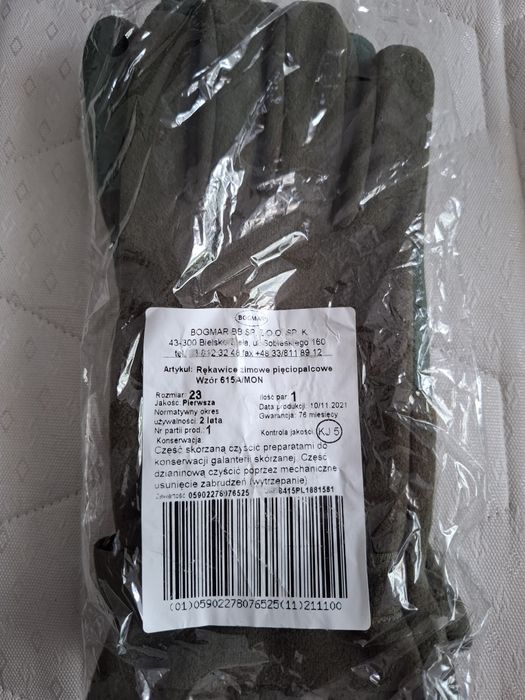 BOGMAR
BOGMAR BB SP. Z O.O. SP. K.
43-300 Bielsko-Biała, ul. Sobieskiego 160
fax +48 33/811 89 12
Artykuł: Rękawice zimowe pięciopalcowe
Wzór 615A/MON
Rozmiar 23 Ilość par 1
Jakość: Pierwsza Data produkcji: 10/11.2021
Normatywny okres Gwarancja: 76 miesięcy
używalności: 2 lata
Nr partii prod.: 1 Kontrola jakości KJ 5
Konserwacja
Część skórzaną czyścić preparatami do
konserwacji galanterii skórzanej. Część
dzianinową czyścić poprzez mechaniczne
usunięcie zabrudzeń (wytrzepanie)
Zawartość: 05902278076525 8415PL1881581
(01)05902278076525(11)211100